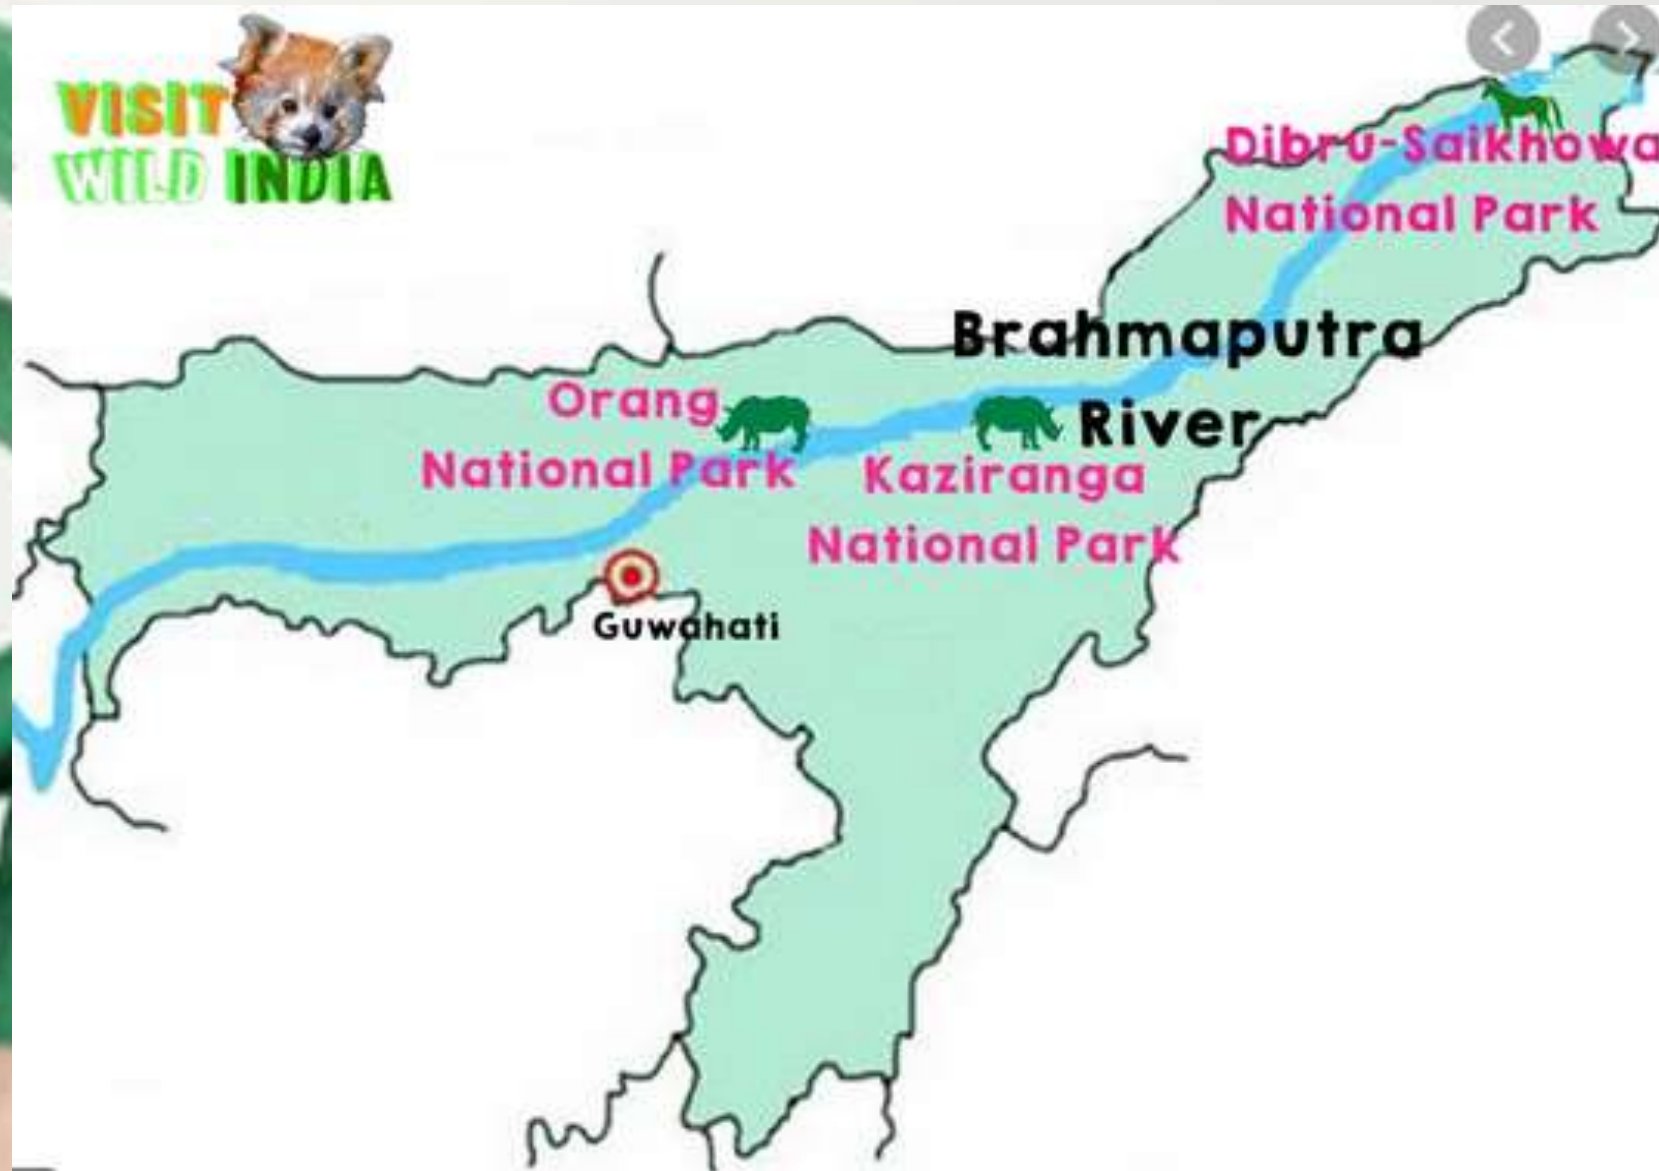 VISIT
WILD INDIA
Dibru-Saikhowa
National Park
Brahmaputra
River
Orang
National Park
Kaziranga
National Park
Guwahati